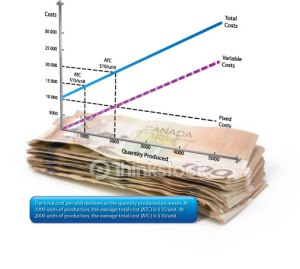 Costs
Total
Costs
35 000
30 000
ATC
$10/unit
25 000
ATC
$15/unit
Variable
Costs
20 000
15 000
10 000
Fixed
Costs
5000
1000
2000
3000
4000
5000
Quantity Produced
CANADA
thinkstock
The total cost per unit declines as the quantity produced increases. At
1000 units of production, the average total cost (ATC) is $15/unit. At
2000 units of production, the average total cost (ATC) is $10/unit.